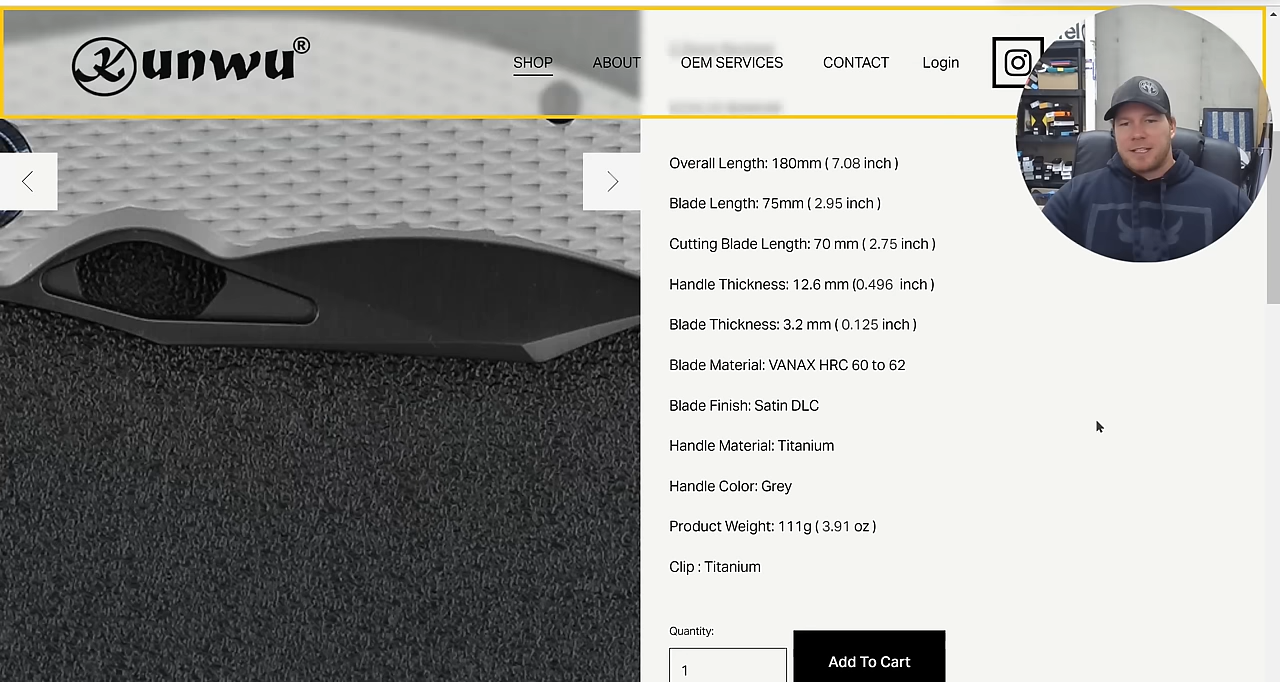 Kunwu®
SHOP ABOUT OEM SERVICES CONTACT Login
Overall Length: 180mm ( 7.08 inch )
Blade Length: 75mm ( 2.95 inch )
Cutting Blade Length: 70 mm ( 2.75 inch )
Handle Thickness: 12.6 mm (0.496 inch )
Blade Thickness: 3.2 mm ( 0.125 inch )
Blade Material: VANAX HRC 60 to 62
Blade Finish: Satin DLC
Handle Material: Titanium
Handle Color: Grey
Product Weight: 111g ( 3.91 oz )
Clip : Titanium
Quantity:
1
Add To Cart